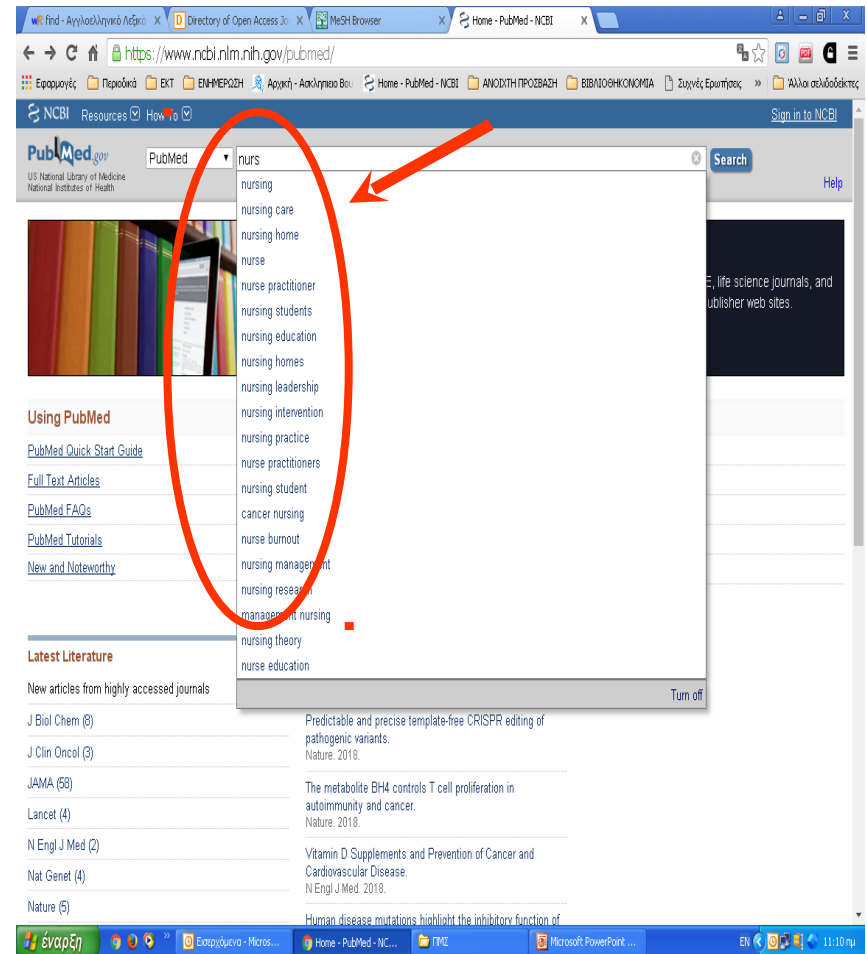 find - Αγγλοελληνικό Λεξικό
Directory of Open Access Jo
MeSH Browser
Home - PubMed - NCBI
https://www.ncbi.nlm.nih.gov/pubmed/
Εφαρμογές Περιοδικά ΕΚΤ ΕΝΗΜΕΡΩΣΗ Αρχική - Ασκληπιειο Βου Home - PubMed - NCBI ΑΝΟΙΧΤΗ ΠΡΟΣΒΑΣΗ ΒΙΒΛΙΟΘΗΚΟΝΟΜΙΑ Συχνές Ερωτήσεις » Άλλοι σελιδοδείκτες
NCBI Resources How To Sign in to NCBI
PubMed.gov
US National Library of Medicine
National Institutes of Health
PubMed nurs Search
Help
nursing
nursing care
nursing home
nurse
nurse practitioner
nursing students
nursing education
nursing homes
nursing leadership
nursing intervention
nursing practice
nurse practitioners
nursing student
cancer nursing
nurse burnout
nursing management
nursing research
management nursing
nursing theory
nurse education
Turn off
E, life science journals, and
ublisher web sites.
Using PubMed
PubMed Quick Start Guide
Full Text Articles
PubMed FAQs
PubMed Tutorials
New and Noteworthy
Latest Literature
New articles from highly accessed journals
J Biol Chem (8)
J Clin Oncol (3)
JAMA (58)
Lancet (4)
N Engl J Med (2)
Nat Genet (4)
Nature (5)
Predictable and precise template-free CRISPR editing of
pathogenic variants.
Nature. 2018.
The metabolite BH4 controls T cell proliferation in
autoimmunity and cancer.
Nature. 2018.
Vitamin D Supplements and Prevention of Cancer and
Cardiovascular Disease.
N Engl J Med. 2018.
Human disease mutations highlight the inhibitory function of
έναρξη » Εισερχόμενα - Micros... Home - PubMed - NC... ΠΜΣ Microsoft PowerPoint ... EN 11:10 πμ